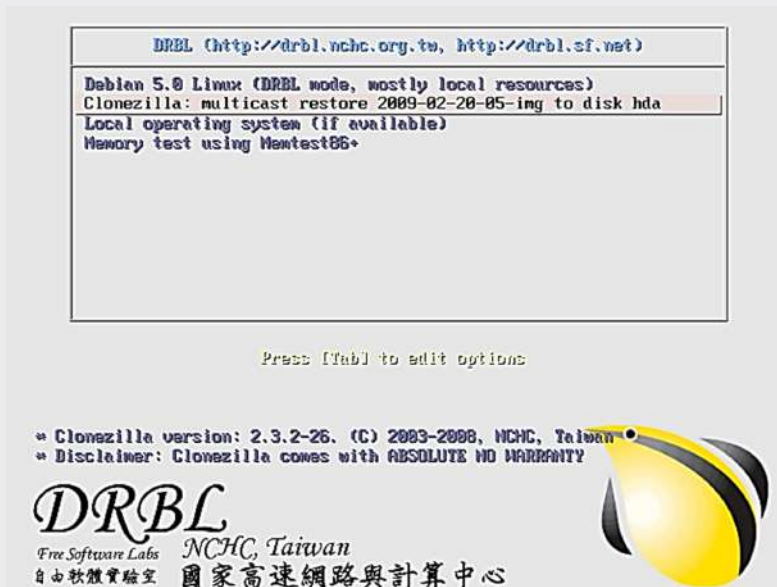 DRBL (http://drbl.nchc.org.tw, http://drbl.sf.net)
Debian 5.0 Linux (DRBL mode, mostly local resources)
Clonezilla: multicast restore 2009-02-20-05-img to disk hda
Local operating system (if available)
Memory test using Memtest86+
Press [Tab] to edit options
* Clonezilla version: 2.3.2-26. (C) 2003-2008, NCHC, Taiwan
* Disclaimer: Clonezilla comes with ABSOLUTE NO WARRANTY
DRBL
Free Software Labs NCHC, Taiwan
自由軟體實驗室 國家高速網路與計算中心